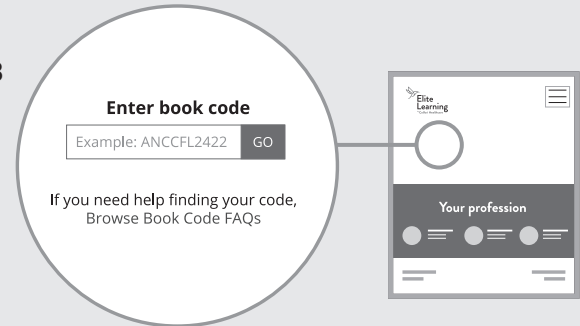 Enter book code
Example: ANCCFL2422 GO
If you need help finding your code,
Browse Book Code FAQs
Elite
Learning
Your profession